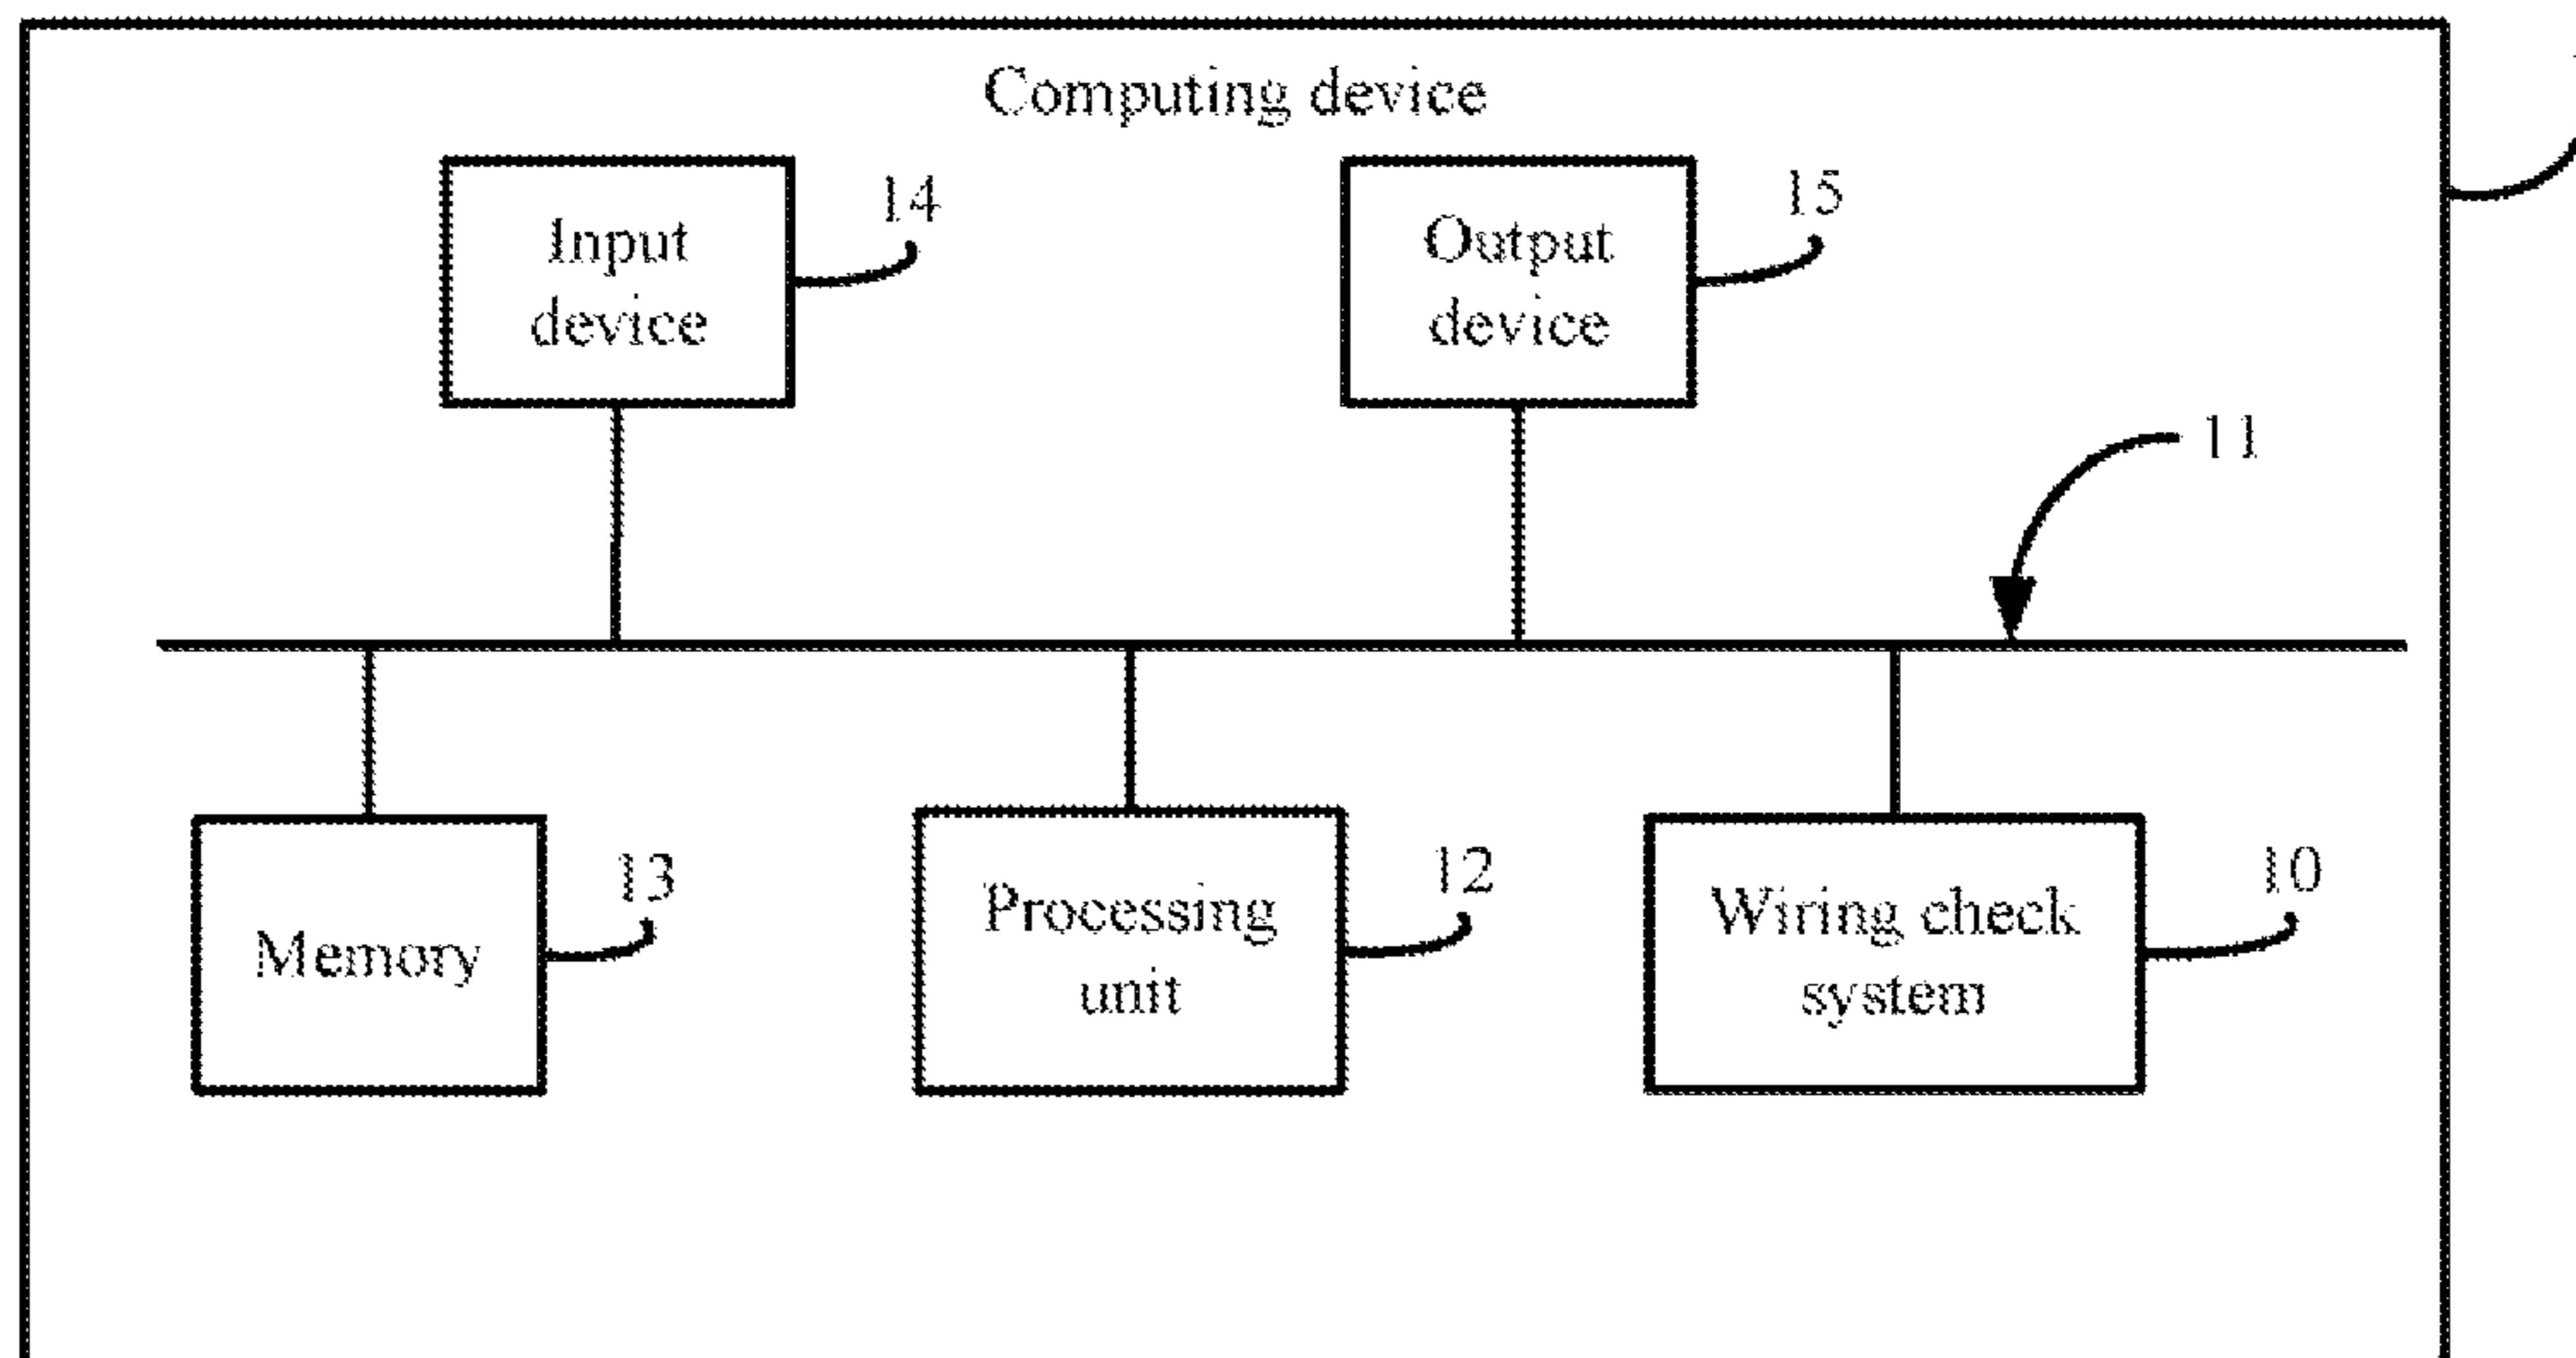 Computing device
14
Input
device
15
Output
device
11
13
Memory
12
Processing
unit
10
Wiring check
system